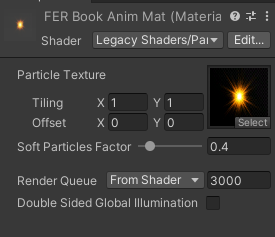 FER Book Anim Mat (Materia
Shader Legacy Shaders/Par Edit...
Particle Texture
Tiling X 1 Y 1
Offset X 0 Y 0
Select
Soft Particles Factor 0.4
Render Queue From Shader 3000
Double Sided Global Illumination